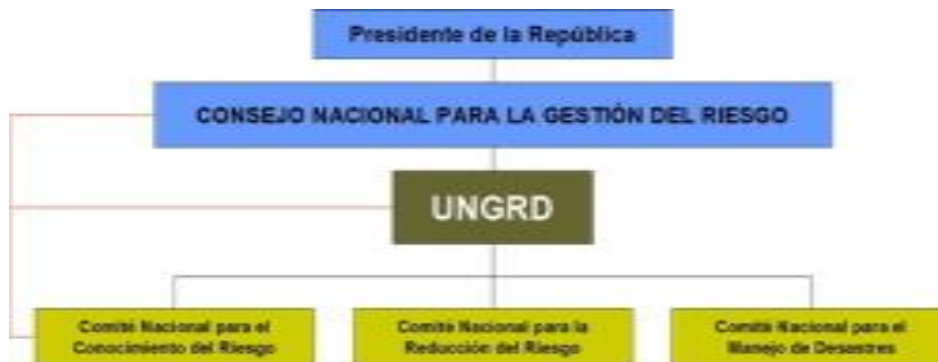 Presidente de la República
CONSEJO NACIONAL PARA LA GESTIÓN DEL RIESGO
UNGRD
Comité Nacional para el
Conocimiento del Riesgo
Comité Nacional para la
Reducción del Riesgo
Comité Nacional para el
Manejo de Desastres